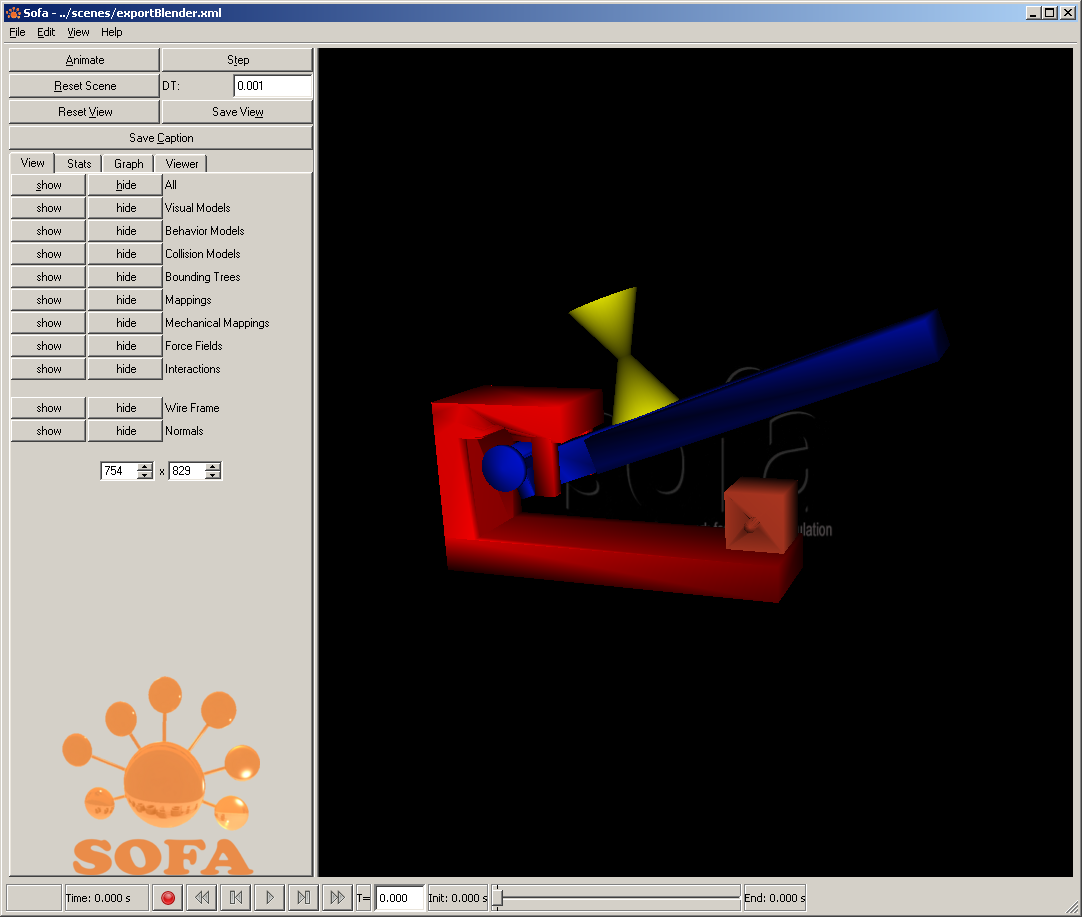 Sofa - ../scenes/exportBlender.xml
File Edit View Help
Animate Step
Reset Scene DT: 0.001
Reset View Save View
Save Caption
View Stats Graph Viewer
show hide All
show hide Visual Models
show hide Behavior Models
show hide Collision Models
show hide Bounding Trees
show hide Mappings
show hide Mechanical Mappings
show hide Force Fields
show hide Interactions
show hide Wire Frame
show hide Normals
754 x 829
SOFA
Time: 0.000 s T= 0.000 Init: 0.000 s End: 0.000 s